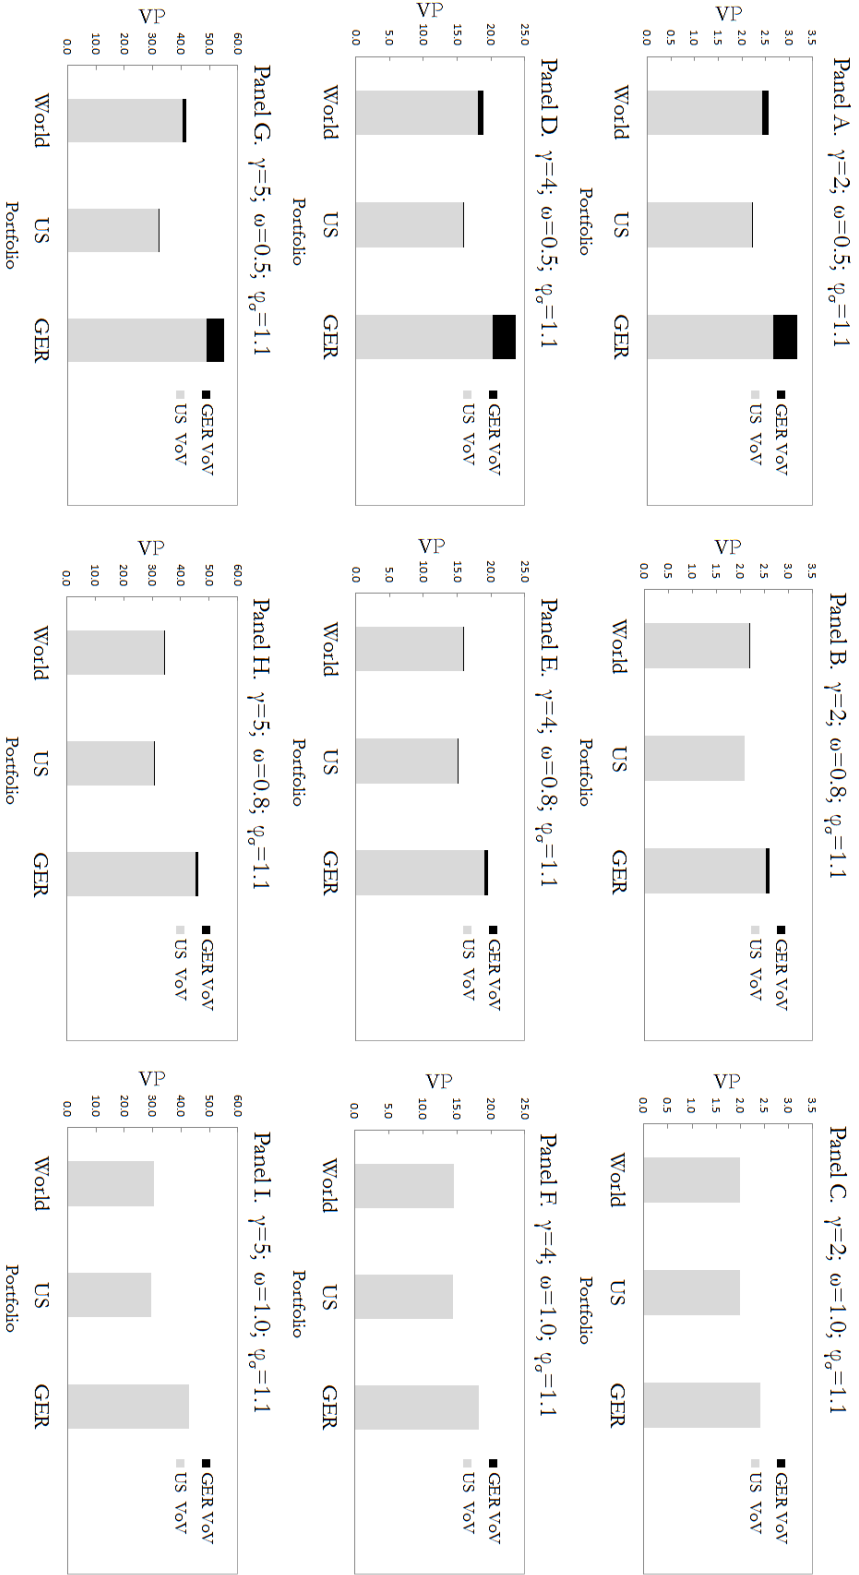 Panel A. γ=2; ω=0.5; φσ=1.1
VP
3.5
3.0
2.5
2.0
1.5
1.0
0.5
0.0
World
US
GER
Portfolio
GER VoV
US VoV
Panel B. γ=2; ω=0.8; φσ=1.1
VP
3.5
3.0
2.5
2.0
1.5
1.0
0.5
0.0
World
US
GER
Portfolio
GER VoV
US VoV
Panel C. γ=2; ω=1.0; φσ=1.1
VP
3.5
3.0
2.5
2.0
1.5
1.0
0.5
0.0
World
US
GER
Portfolio
GER VoV
US VoV
Panel D. γ=4; ω=0.5; φσ=1.1
VP
25.0
20.0
15.0
10.0
5.0
0.0
World
US
GER
Portfolio
GER VoV
US VoV
Panel E. γ=4; ω=0.8; φσ=1.1
VP
25.0
20.0
15.0
10.0
5.0
0.0
World
US
GER
Portfolio
GER VoV
US VoV
Panel F. γ=4; ω=1.0; φσ=1.1
VP
25.0
20.0
15.0
10.0
5.0
0.0
World
US
GER
Portfolio
GER VoV
US VoV
Panel G. γ=5; ω=0.5; φσ=1.1
VP
60.0
50.0
40.0
30.0
20.0
10.0
0.0
World
US
GER
Portfolio
GER VoV
US VoV
Panel H. γ=5; ω=0.8; φσ=1.1
VP
60.0
50.0
40.0
30.0
20.0
10.0
0.0
World
US
GER
Portfolio
GER VoV
US VoV
Panel I. γ=5; ω=1.0; φσ=1.1
VP
60.0
50.0
40.0
30.0
20.0
10.0
0.0
World
US
GER
Portfolio
GER VoV
US VoV